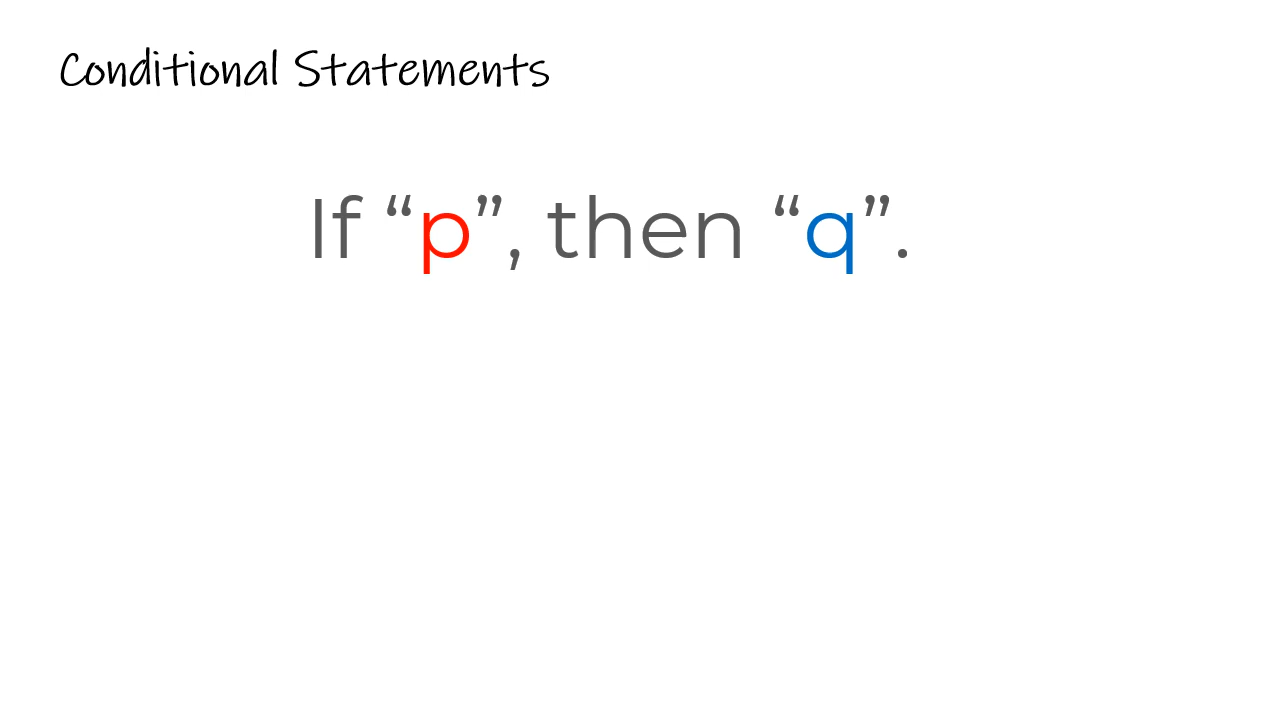 Conditional Statements
If “p”, then “q”.